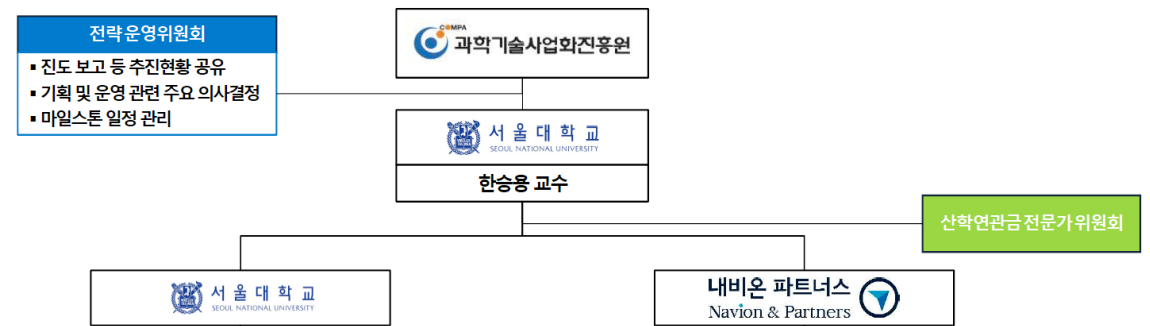 전략 운영위원회
▪ 진도 보고 등 추진현황 공유
▪ 기획 및 운영 관련 주요 의사결정
▪ 마일스톤 일정 관리
COMPA
과학기술사업화진흥원
서울대학교
SEOUL NATIONAL UNIVERSITY
한승용 교수
산학연관금 전문가 위원회
서울대학교
SEOUL NATIONAL UNIVERSITY
내비온 파트너스
Navion & Partners